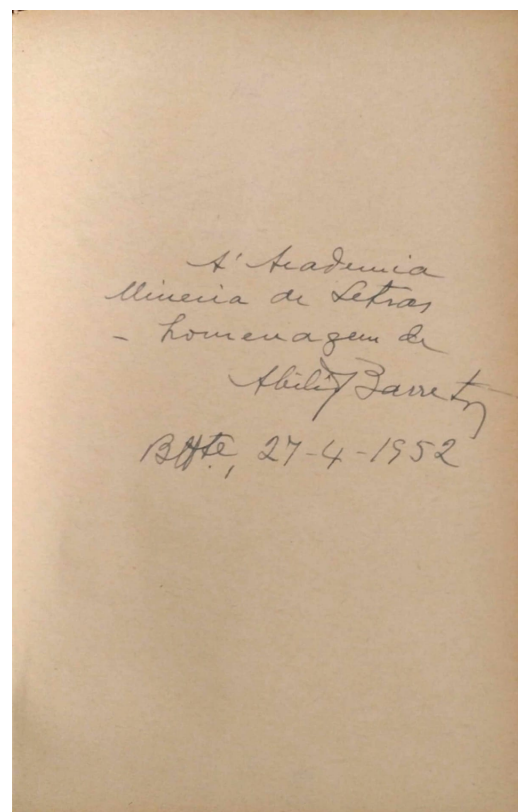 A' Academia
Mineira de Letras
- homenagem de
Abilio Barreto
BHte, 27-4-1952